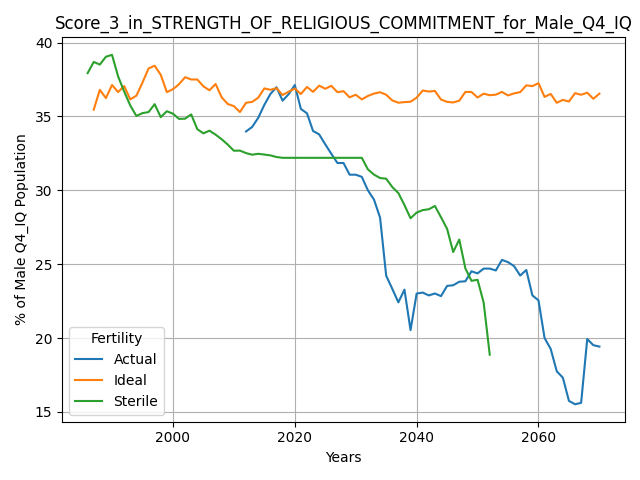 Score_3_in_STRENGTH_OF_RELIGIOUS_COMMITMENT_for_Male_Q4_IQ
40
35
30
25
20
15
% of Male Q4_IQ Population
Fertility
Actual
Ideal
Sterile
2000
2020
2040
2060
Years